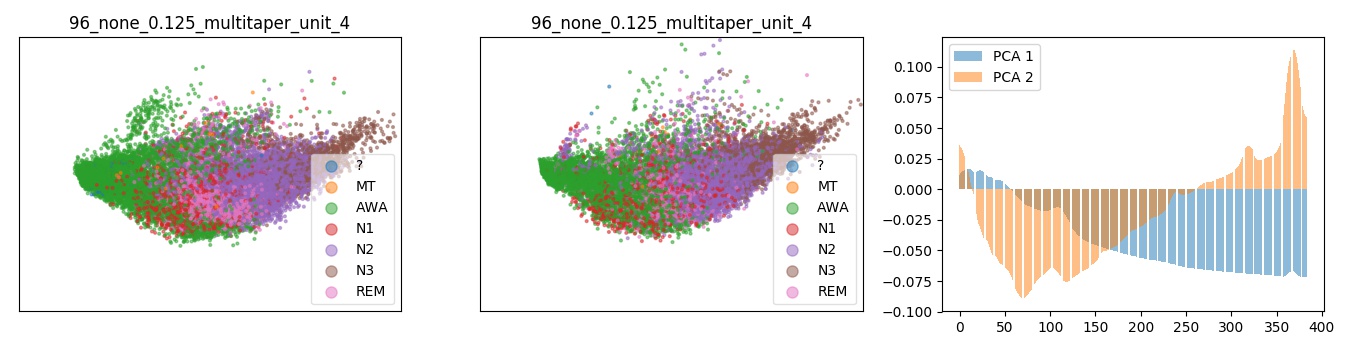 96_none_0.125_multitaper_unit_4
?
MT
AWA
N1
N2
N3
REM
96_none_0.125_multitaper_unit_4
?
MT
AWA
N1
N2
N3
REM
PCA 1
PCA 2
0.100
0.075
0.050
0.025
0.000
−0.025
−0.050
−0.075
−0.100
0 50 100 150 200 250 300 350 400